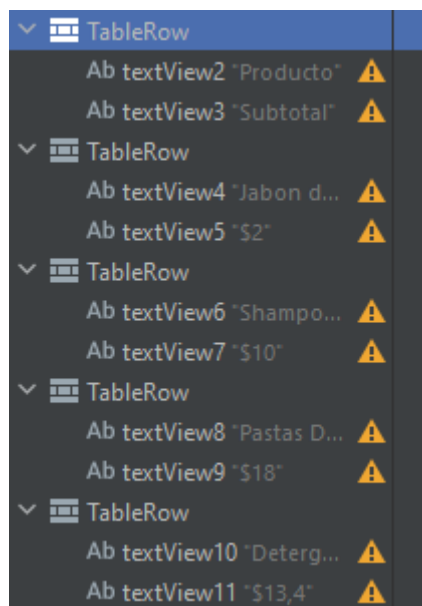 TableRow
Ab textView2 "Producto"
Ab textView3 "Subtotal"
TableRow
Ab textView4 "Jabon d...
Ab textView5 "$2"
TableRow
Ab textView6 "Shampo...
Ab textView7 "$10"
TableRow
Ab textView8 "Pastas D...
Ab textView9 "$18"
TableRow
Ab textView10 "Deterg...
Ab textView11 "$13,4"